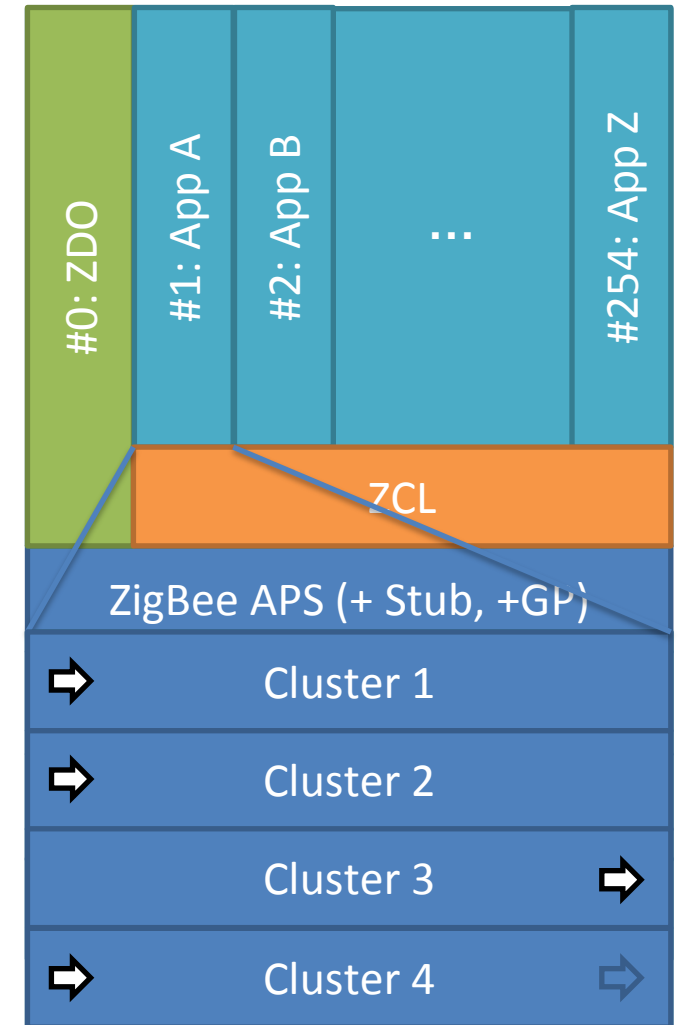 #0: ZDO
#1: App A
#2: App B
...
#254: App Z
ZCL
ZigBee APS (+ Stub, +GP)
Cluster 1
Cluster 2
Cluster 3
Cluster 4